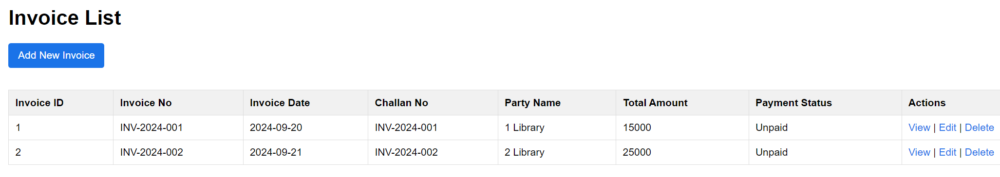 Invoice List
Add New Invoice
Invoice ID Invoice No Invoice Date Challan No Party Name Total Amount Payment Status Actions
1 INV-2024-001 2024-09-20 INV-2024-001 1 Library 15000 Unpaid View | Edit | Delete
2 INV-2024-002 2024-09-21 INV-2024-002 2 Library 25000 Unpaid View | Edit | Delete